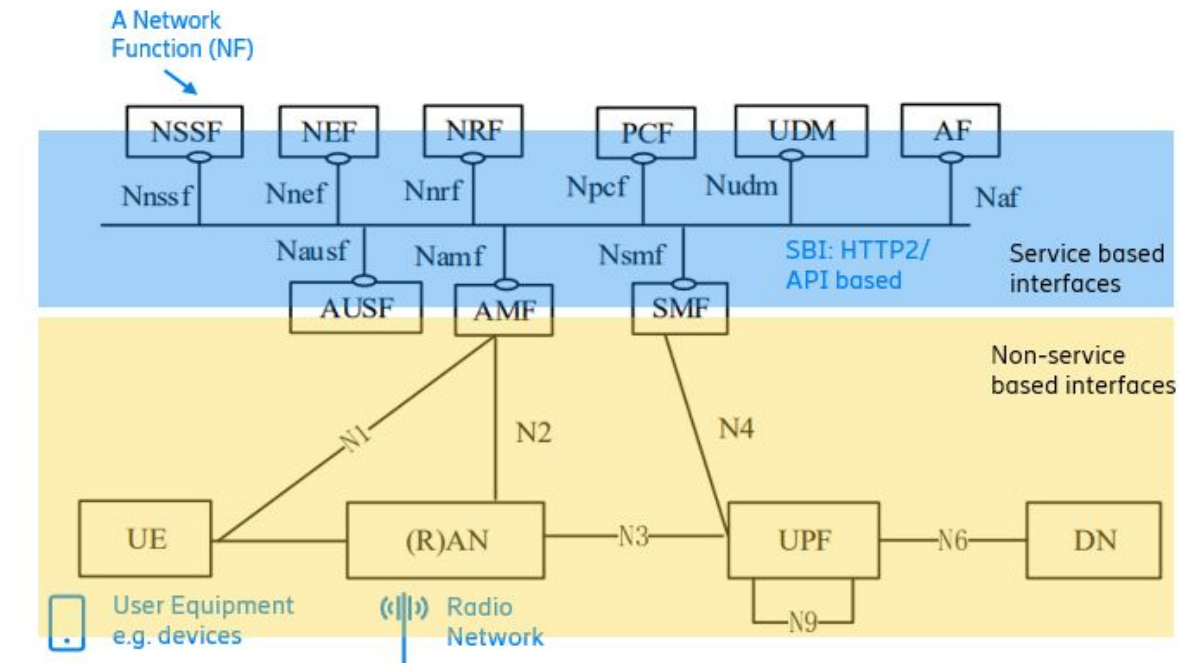 A Network
Function (NF)
NSSF
NEF
NRF
PCF
UDM
AF
Nnssf
Nnef
Nnrf
Npcf
Nudm
Naf
Nausf
Namf
Nsmf
SBI: HTTP2/
API based
Service based
interfaces
AUSF
AMF
SMF
Non-service
based interfaces
N1
N2
N4
UE
(R)AN
N3
UPF
N6
DN
N9
User Equipment
e.g. devices
Radio
Network